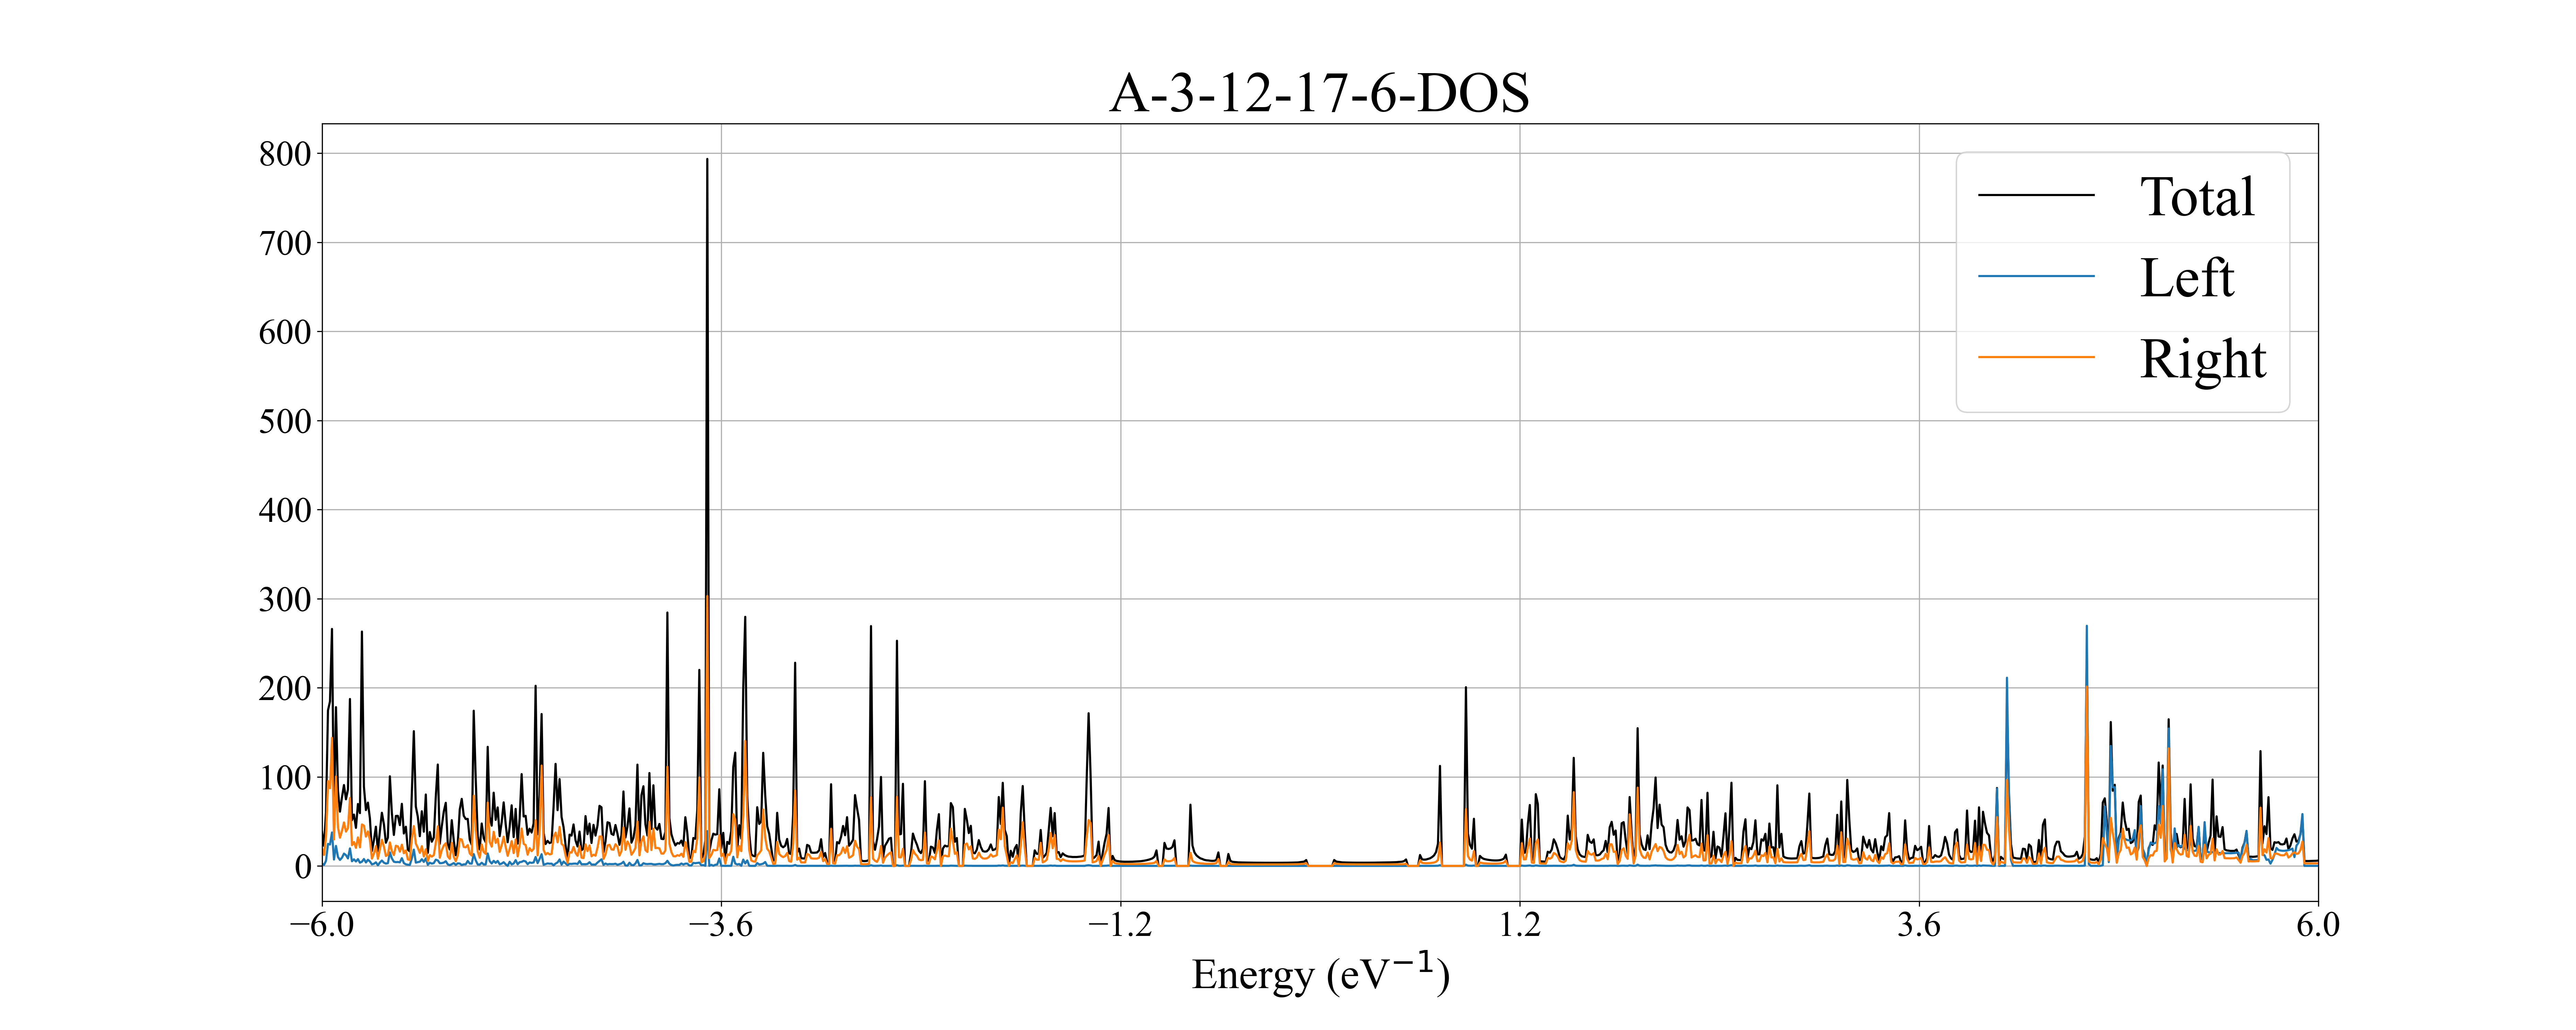 A-3-12-17-6-DOS
800
700
600
500
400
300
200
100
0
Total
Left
Right
−6.0 −3.6 −1.2 1.2 3.6 6.0
Energy (eV⁻¹)